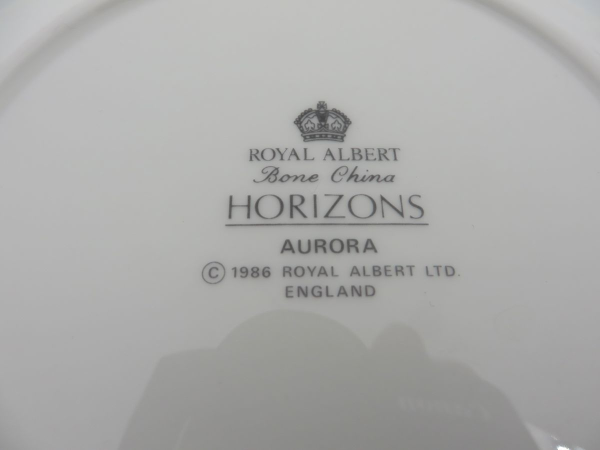 ROYAL ALBERT
Bone China
HORIZONS
AURORA
© 1986 ROYAL ALBERT LTD.
ENGLAND